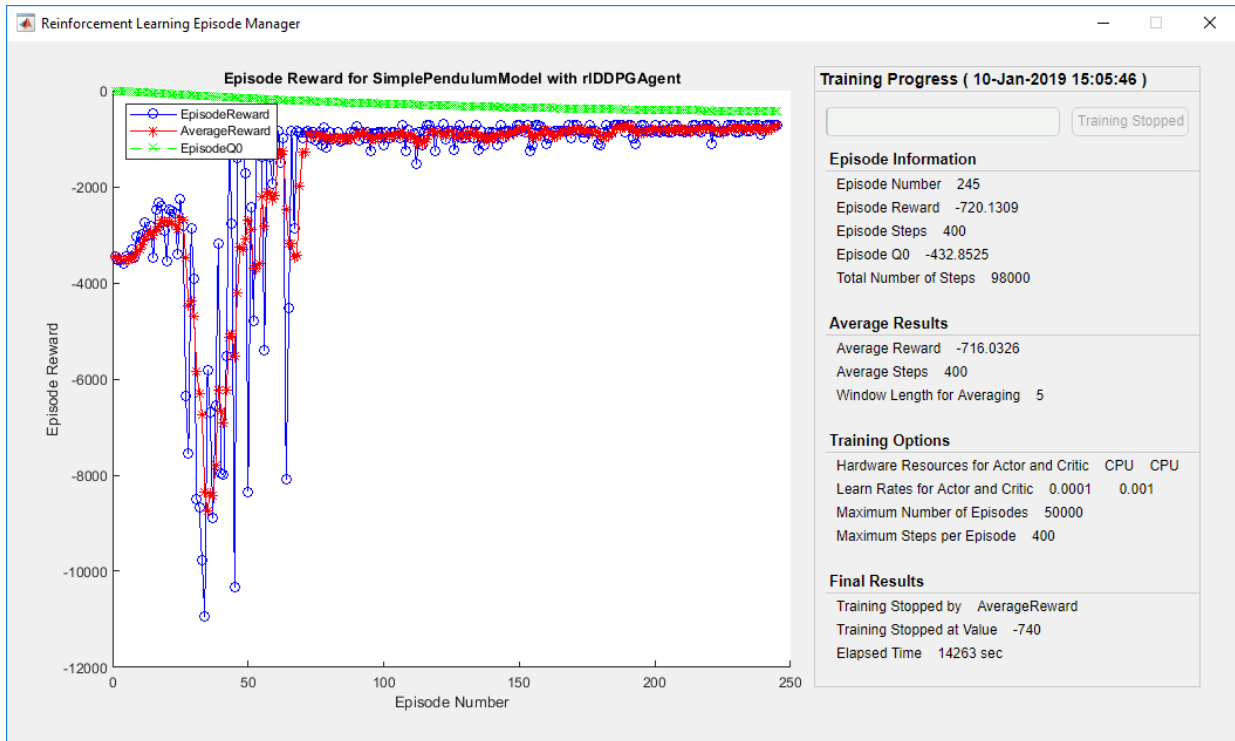 Reinforcement Learning Episode Manager
Episode Reward for SimplePendulumModel with rlDDPGAgent
EpisodeReward
AverageReward
EpisodeQ0
0
-2000
-4000
-6000
-8000
-10000
-12000
Episode Reward
0 50 100 150 200 250
Episode Number
Training Progress ( 10-Jan-2019 15:05:46 )
Training Stopped
Episode Information
Episode Number 245
Episode Reward -720.1309
Episode Steps 400
Episode Q0 -432.8525
Total Number of Steps 98000
Average Results
Average Reward -716.0326
Average Steps 400
Window Length for Averaging 5
Training Options
Hardware Resources for Actor and Critic CPU CPU
Learn Rates for Actor and Critic 0.0001 0.001
Maximum Number of Episodes 50000
Maximum Steps per Episode 400
Final Results
Training Stopped by AverageReward
Training Stopped at Value -740
Elapsed Time 14263 sec